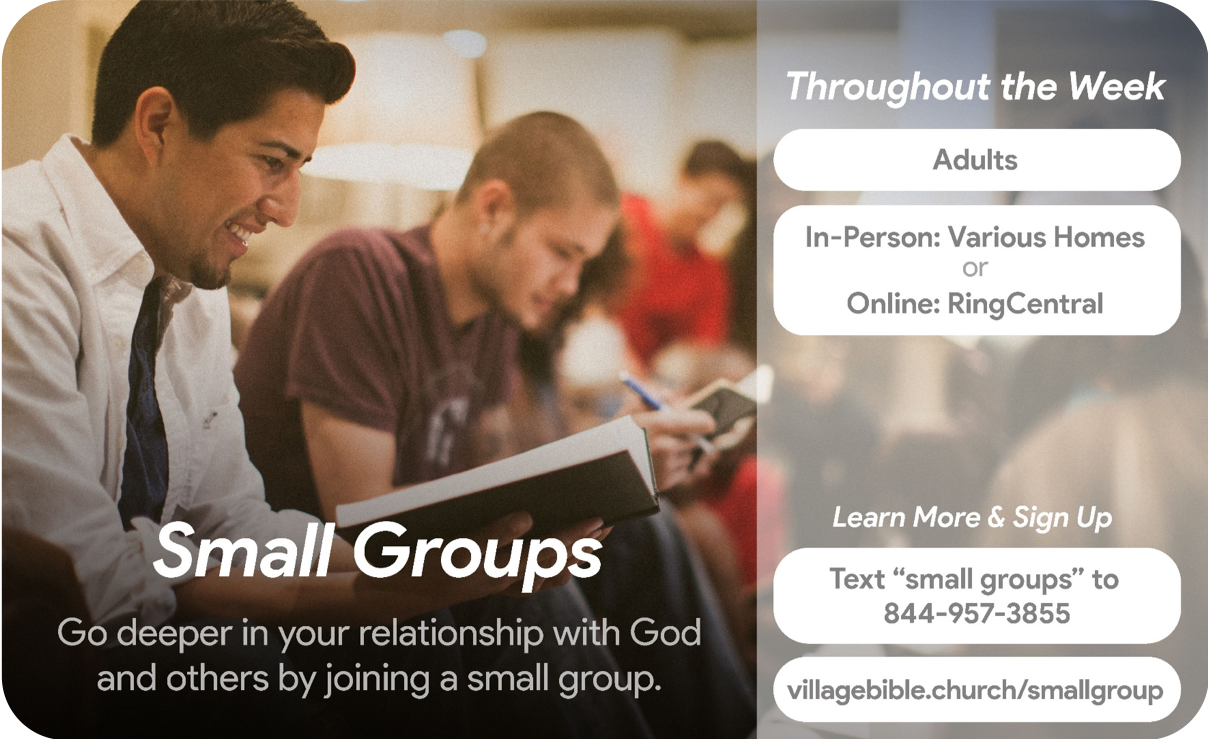 Throughout the Week
Adults
In-Person: Various Homes
or
Online: RingCentral
Small Groups
Go deeper in your relationship with God
and others by joining a small group.
Learn More & Sign Up
Text “small groups” to
844-957-3855
villagebible.church/smallgroup